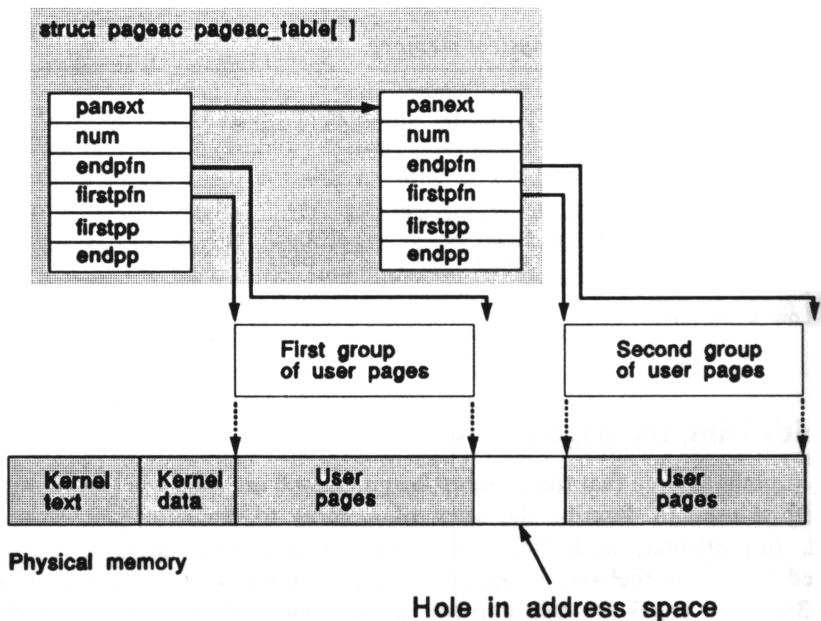 struct pageac pageac_table[ ]
panext
num
endpfn
firstpfn
firstpp
endpp
panext
num
endpfn
firstpfn
firstpp
endpp
First group
of user pages
Second group
of user pages
Kernel
text
Kernel
data
User
pages
User
pages
Physical memory
Hole in address space